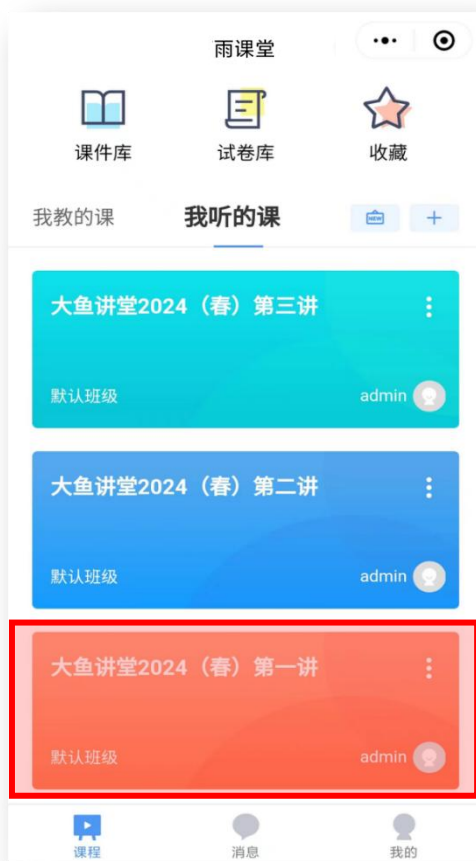 雨课堂
课件库 试卷库 收藏
我教的课 我听的课 NEW +
大鱼讲堂2024（春）第三讲
默认班级 admin
大鱼讲堂2024（春）第二讲
默认班级 admin
大鱼讲堂2024（春）第一讲
默认班级 admin
课程 消息 我的